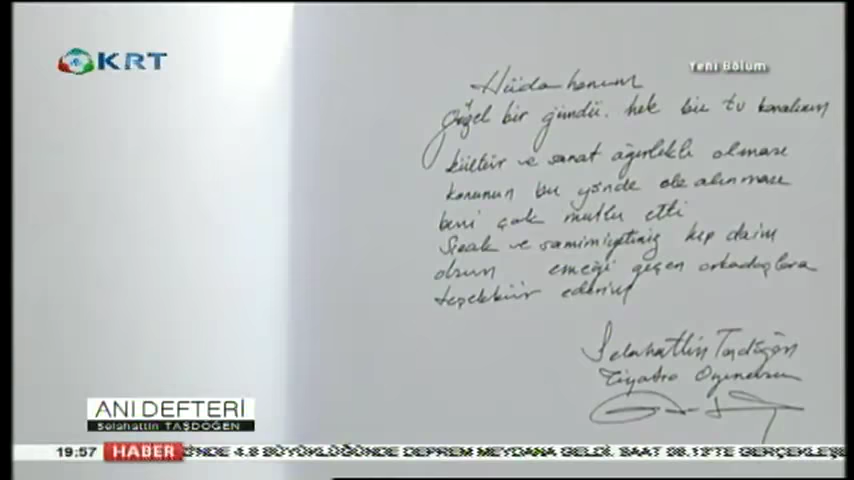 KRT
Yeni Bölüm
Hüda hanım
Güzel bir gündü. hek bir tv kanalının
kültür ve sanat ağırlıklı olması
konunun bu yönde ele alınması
beni çok mutlu etti
Sıcak ve samimiyetiniz hep daim
olsun emeği geçen arkadaşlara
teşekkür ederim
Selahattin Taşdöğen
Tiyatro Oyuncusu
ANI DEFTERİ
Selahattin TAŞDÖĞEN
19:57 HABER NDE 4.8 BÜYÜKLÜĞÜNDE DEPREM MEYDANA GELDİ. SAAT 08.13'TE GERÇEKLEŞE